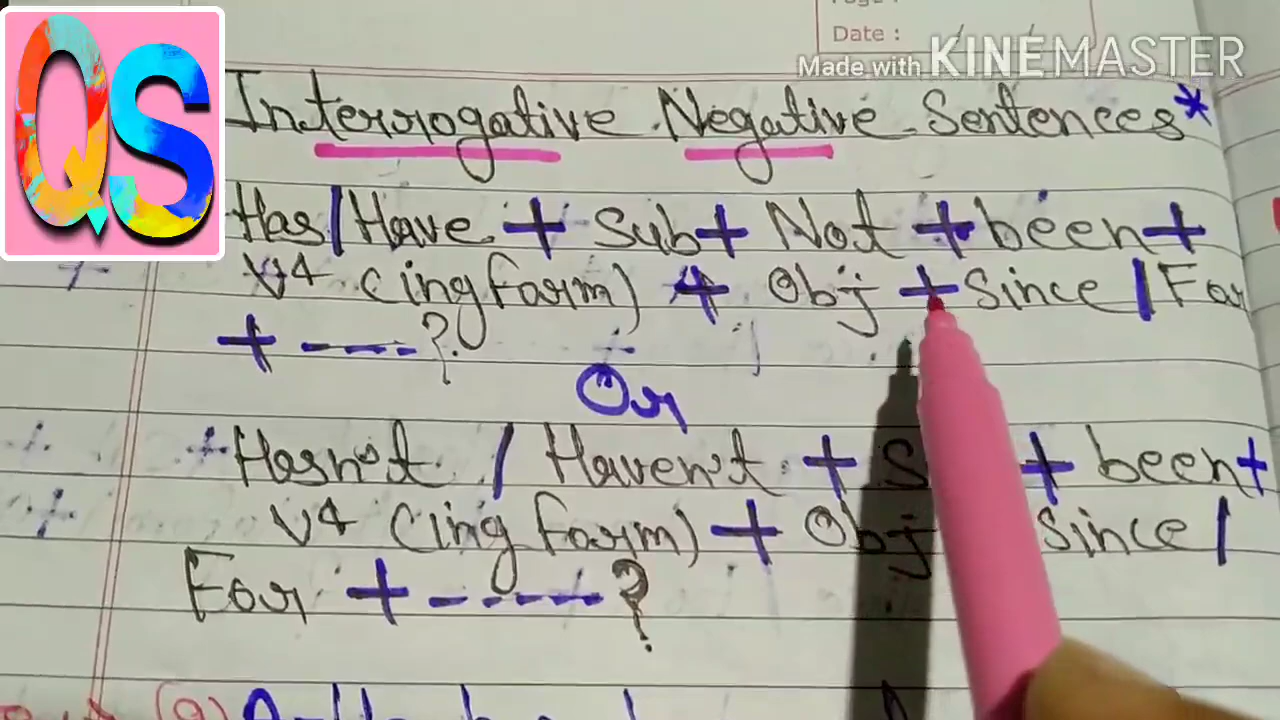 Date : / /
Made with KINEMASTER
QS
Interrogative Negative Sentences*
Has/Have + Sub + Not + been +
V4 (ing form) + Obj + Since / For
+ ----?
Or
Hasn't / Haven't + + been +
V4 (ing form) + Obj Since /
For + -----?